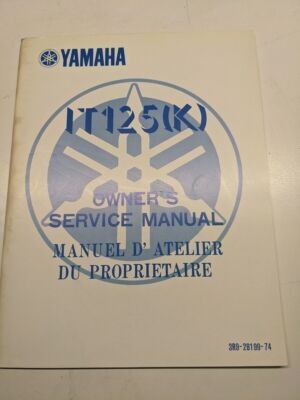 YAMAHA
IT125(K)
OWNER'S
SERVICE MANUAL
MANUEL D'ATELIER
DU PROPRIETAIRE
3R9-28199-74